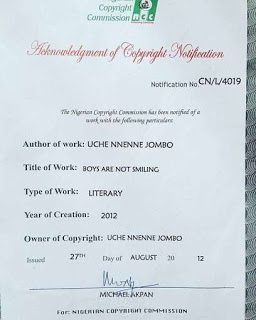 Copyright
Commission
ncc
Acknowledgment of Copyright Notification
Notification No. CN/L/4019
The Nigerian Copyright Commission has been notified of a
work with the following particulars:
Author of work: UCHE NNENNE JOMBO
Title of Work: BOYS ARE NOT SMILING
Type of Work: LITERARY
Year of Creation: 2012
Owner of Copyright: UCHE NNENNE JOMBO
Issued 27TH Day of AUGUST 20 12
MICHAEL AKPAN
For: NIGERIAN COPYRIGHT COMMISSION